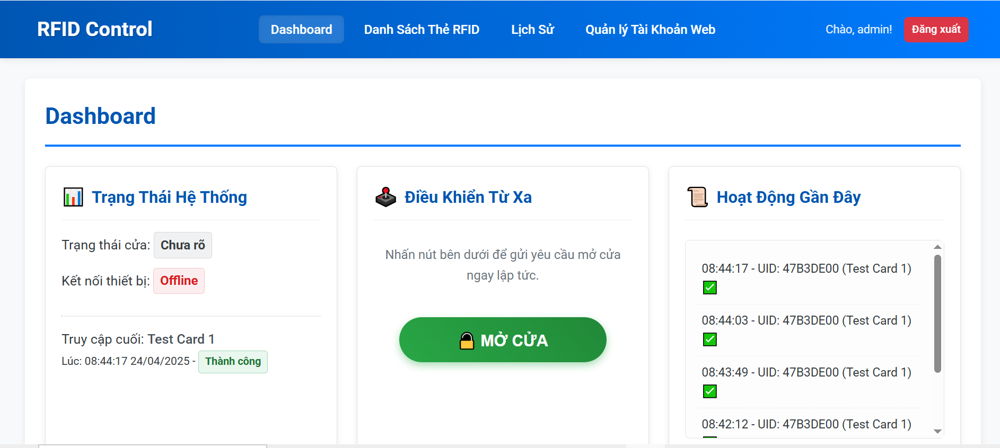 RFID Control
Dashboard
Danh Sách Thẻ RFID
Lịch Sử
Quản lý Tài Khoản Web
Chào, admin!
Đăng xuất
Dashboard
Trạng Thái Hệ Thống
Trạng thái cửa: Chưa rõ
Kết nối thiết bị: Offline
Truy cập cuối: Test Card 1
Lúc: 08:44:17 24/04/2025 - Thành công
Điều Khiển Từ Xa
Nhấn nút bên dưới để gửi yêu cầu mở cửa
ngay lập tức.
MỞ CỬA
Hoạt Động Gần Đây
08:44:17 - UID: 47B3DE00 (Test Card 1)
08:44:03 - UID: 47B3DE00 (Test Card 1)
08:43:49 - UID: 47B3DE00 (Test Card 1)
08:42:12 - UID: 47B3DE00 (Test Card 1)